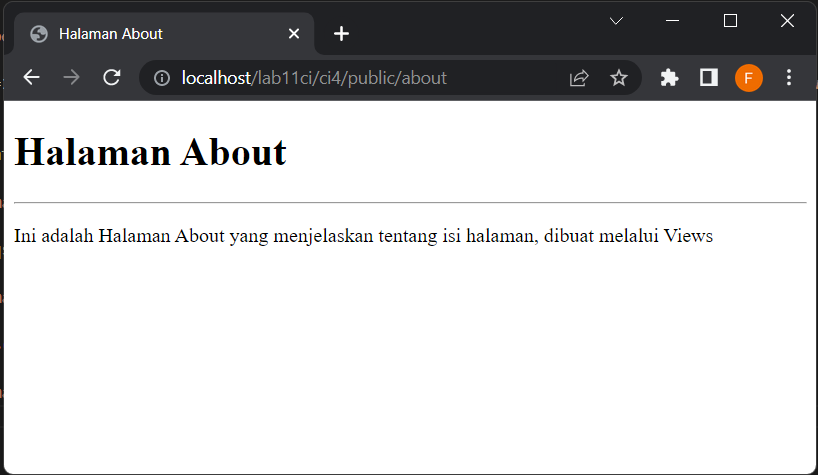 Halaman About
localhost/lab11ci/ci4/public/about
F
Halaman About
Ini adalah Halaman About yang menjelaskan tentang isi halaman, dibuat melalui Views